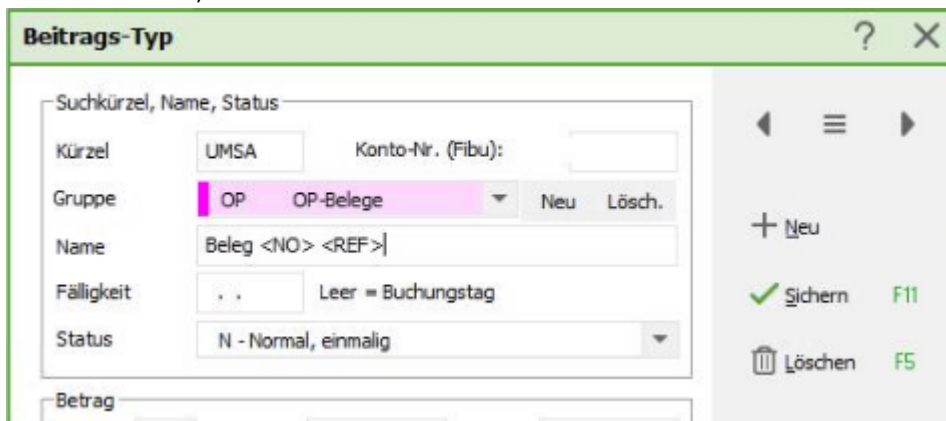 Beitrags-Typ ?
Suchkürzel, Name, Status
Kürzel UMSA Konto-Nr. (Fibu):
Gruppe OP OP-Belege Neu Lösch.
Name Beleg <NO> <REF>
Fälligkeit . . Leer = Buchungstag
Status N - Normal, einmalig
Betrag
Neu
Sichern F11
Löschen F5